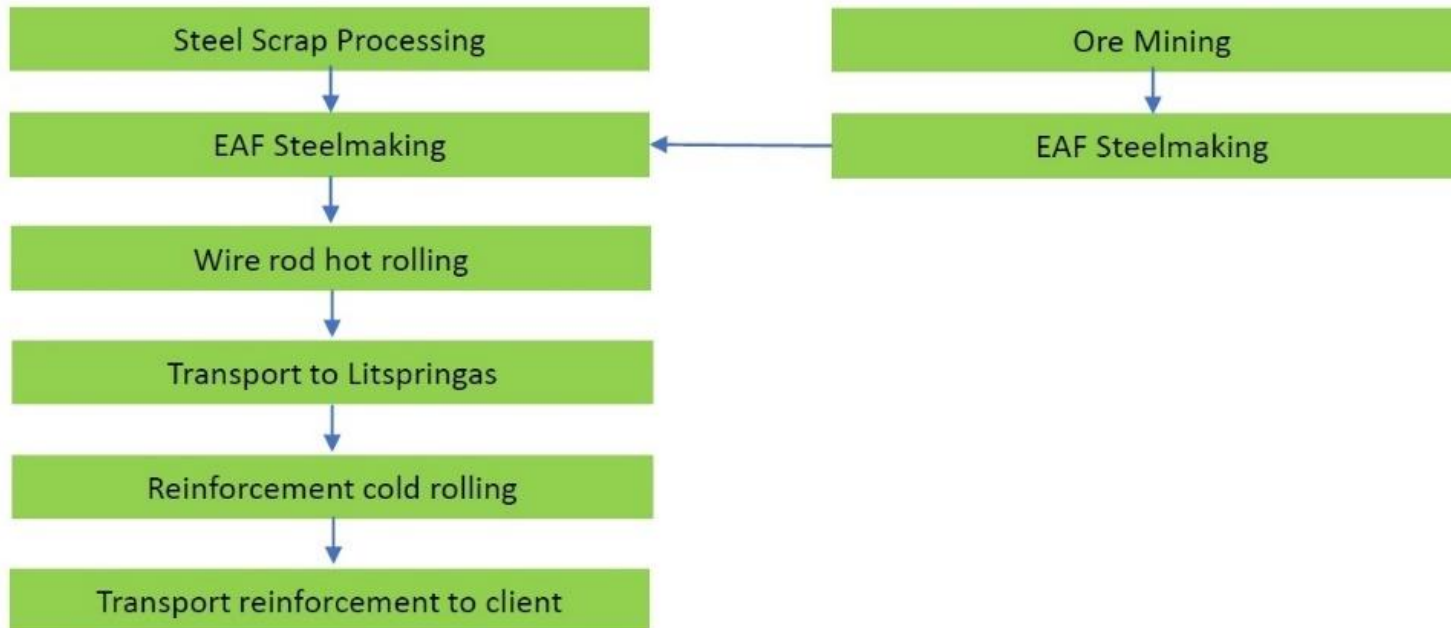 Steel Scrap Processing
Ore Mining
EAF Steelmaking
EAF Steelmaking
Wire rod hot rolling
Transport to Litspringas
Reinforcement cold rolling
Transport reinforcement to client